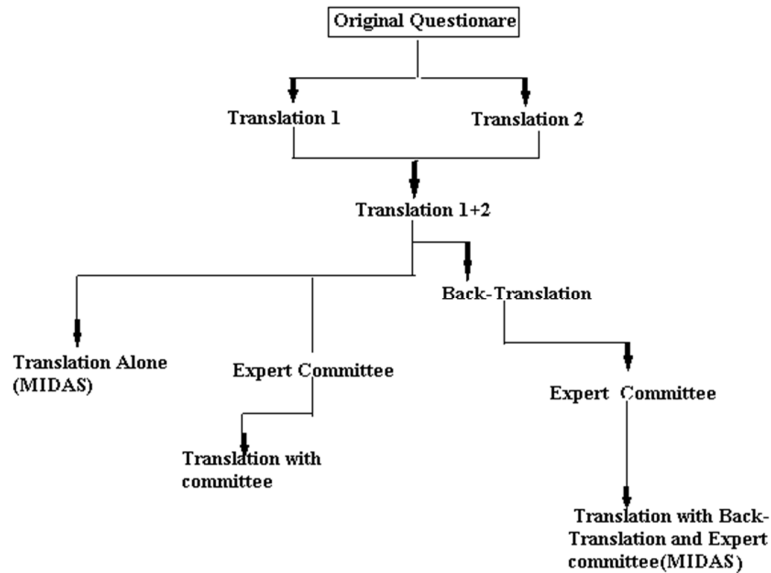 Original Questionare
Translation 1
Translation 2
Translation 1+2
Back-Translation
Translation Alone
(MIDAS)
Expert Committee
Expert Committee
Translation with
committee
Translation with Back-
Translation and Expert
committee(MIDAS)